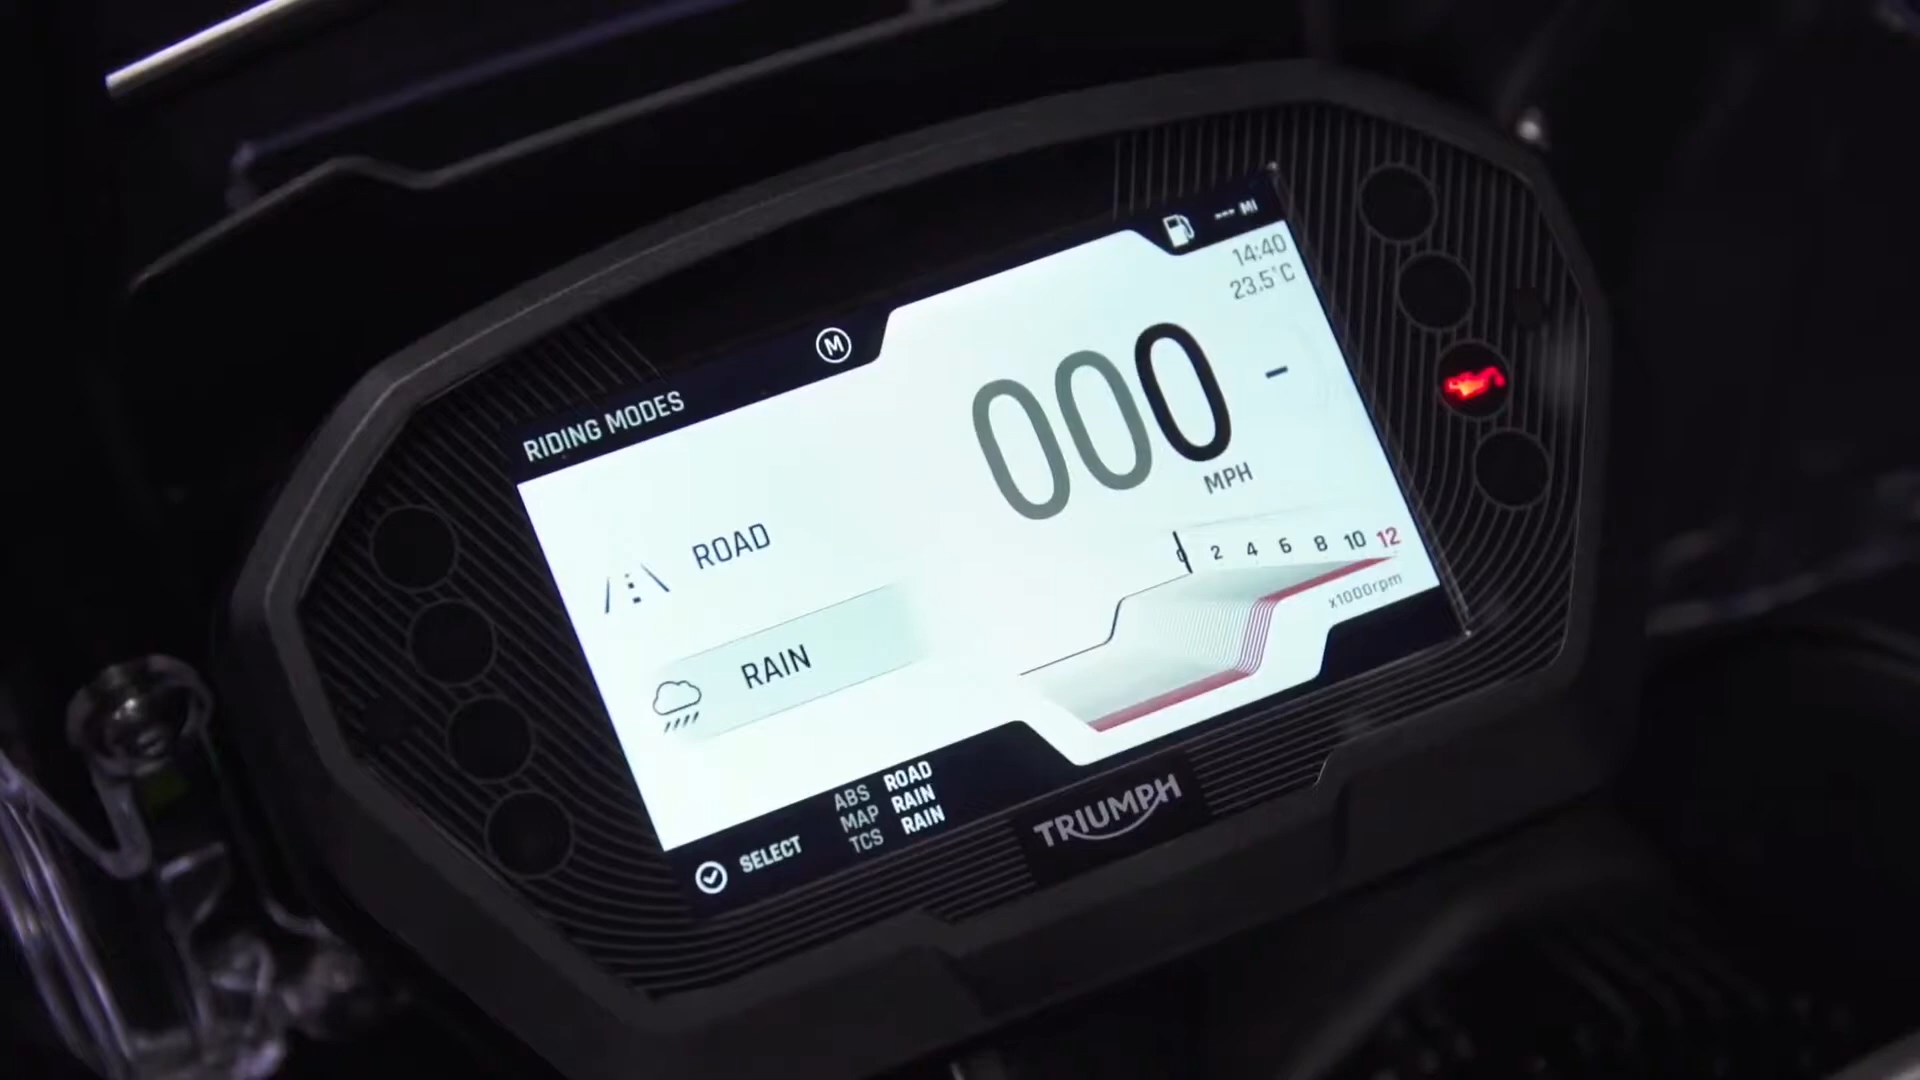 --- MI
14:40
23.5°C
M
RIDING MODES
000 -
MPH
ROAD
0 2 4 6 8 10 12
x1000rpm
RAIN
ABS ROAD
MAP RAIN
TCS RAIN
SELECT
TRIUMPH